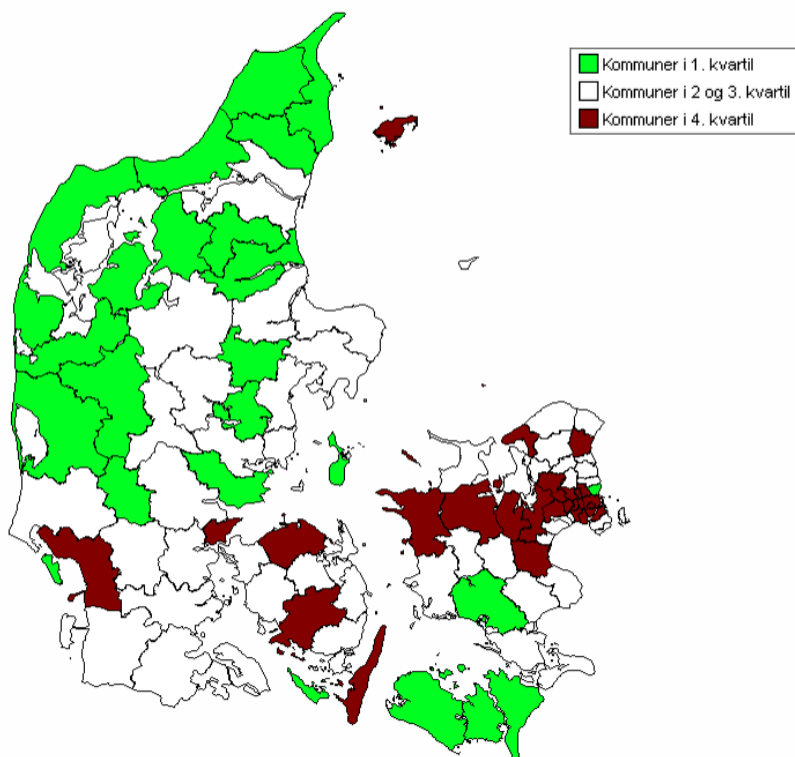 Kommuner i 1. kvartil
Kommuner i 2 og 3. kvartil
Kommuner i 4. kvartil